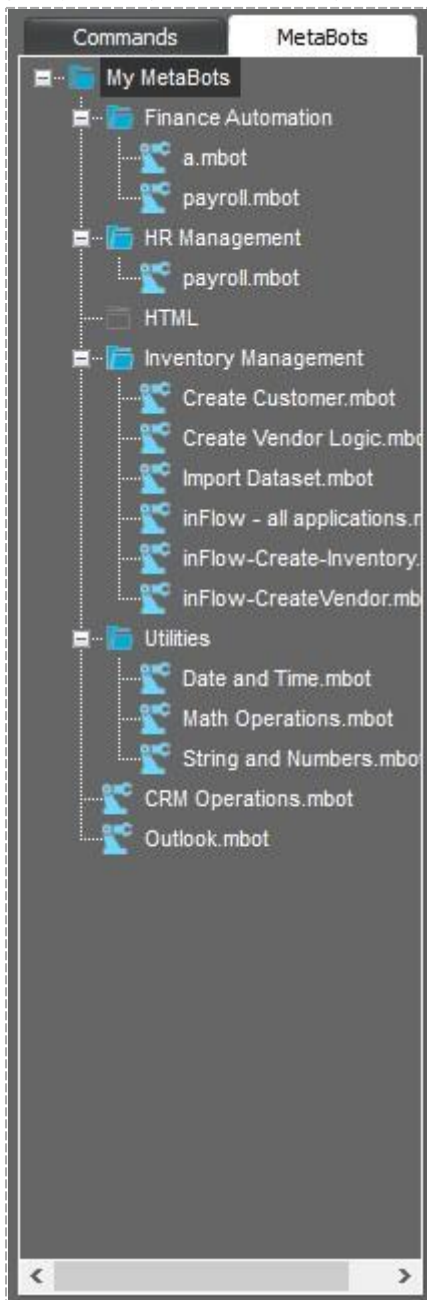 Commands MetaBots
My MetaBots
Finance Automation
a.mbot
payroll.mbot
HR Management
payroll.mbot
HTML
Inventory Management
Create Customer.mbot
Create Vendor Logic.mbo
Import Dataset.mbot
inFlow - all applications.
inFlow-Create-Inventory.
inFlow-CreateVendor.mb
Utilities
Date and Time.mbot
Math Operations.mbot
String and Numbers.mbot
CRM Operations.mbot
Outlook.mbot